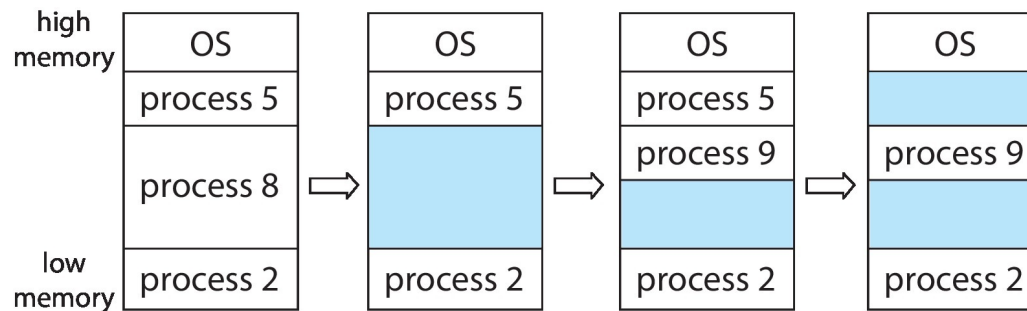 high
memory
OS
process 5
process 8
process 2
low
memory
OS
process 5
process 2
OS
process 5
process 9
process 2
OS
process 9
process 2